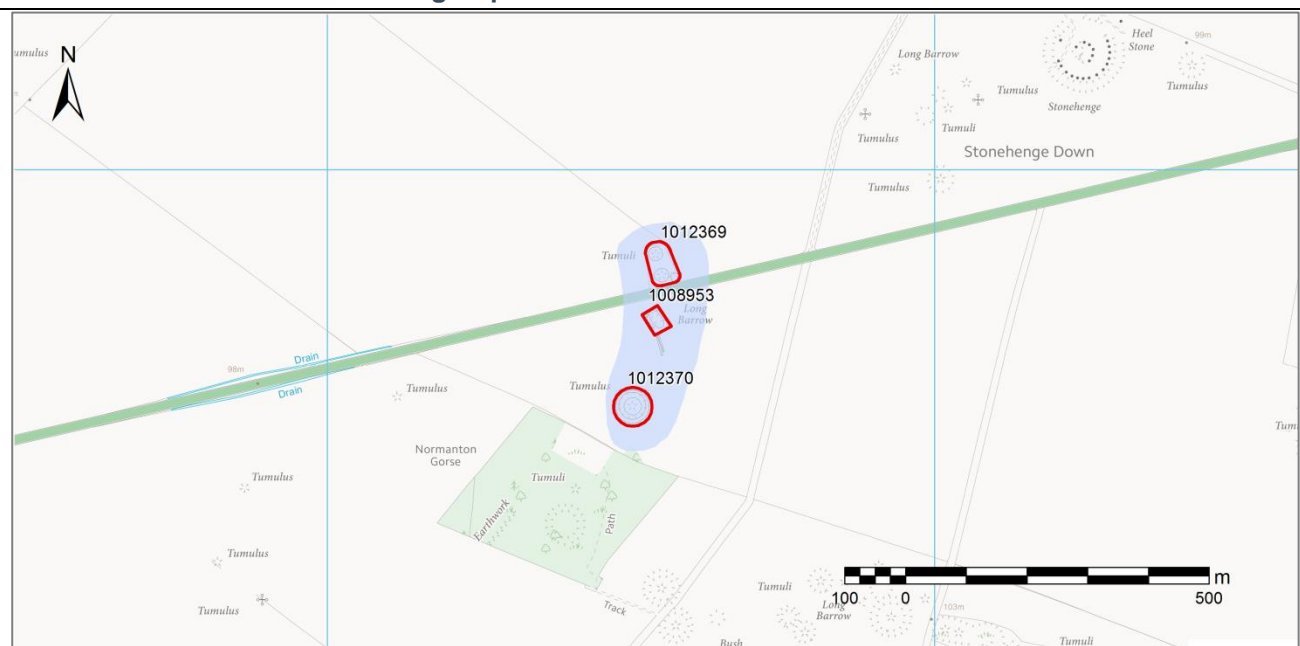 N
Heel
Stone
99m
Long Barrow
Tumulus
Tumulus
Stonehenge
Tumulus
Tumuli
Stonehenge Down
Tumulus
1012369
Tumuli
1008953
Long
Barrow
Drain
98m
Drain
1012370
Tumulus
Tumulus
Normanton
Gorse
Tumuli
Tumulus
Earthwork
Path
Tumulus
Tumuli
m
100 0 500
Tumulus
Track
Long
Barrow
103m
Bush
Tumuli